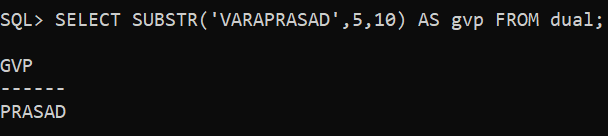 SQL> SELECT SUBSTR('VARAPRASAD',5,10) AS gvp FROM dual;
GVP
------
PRASAD